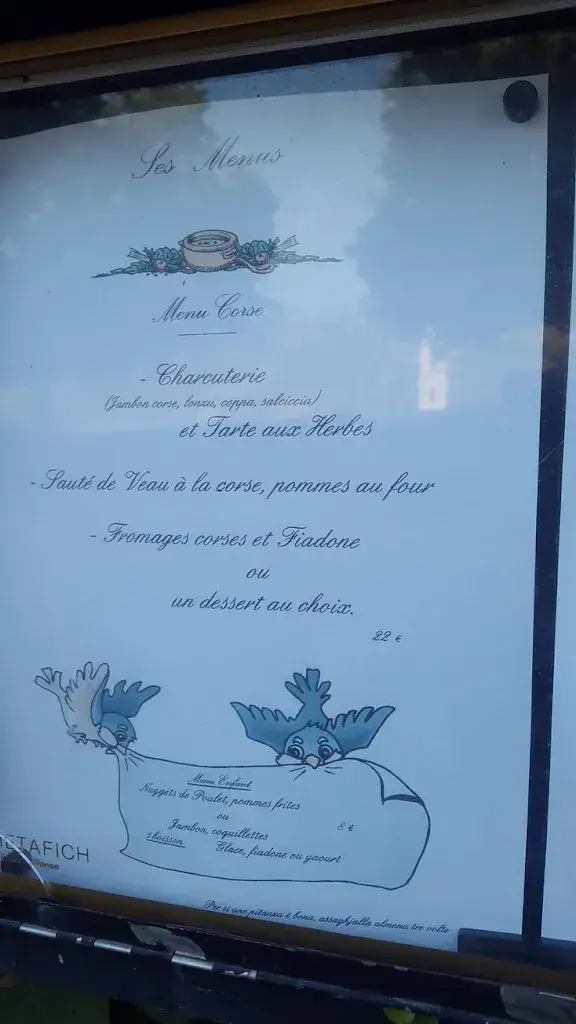 Les Menus
Menu Corse
- Charcuterie
(Jambon corse, lonzu, coppa, salciccia)
et Tarte aux Herbes
- Sauté de Veau à la corse, pommes au four
- Fromages corses et Fiadone
ou
un dessert au choix.
22 €
Menu Enfant
Nuggets de Poulet, pommes frites
ou
Jambon, coquillettes
8 €
1 boisson
Glace, fiadone ou yaourt
Per si une pitanza è bona, assaghjalla almenu tre volte